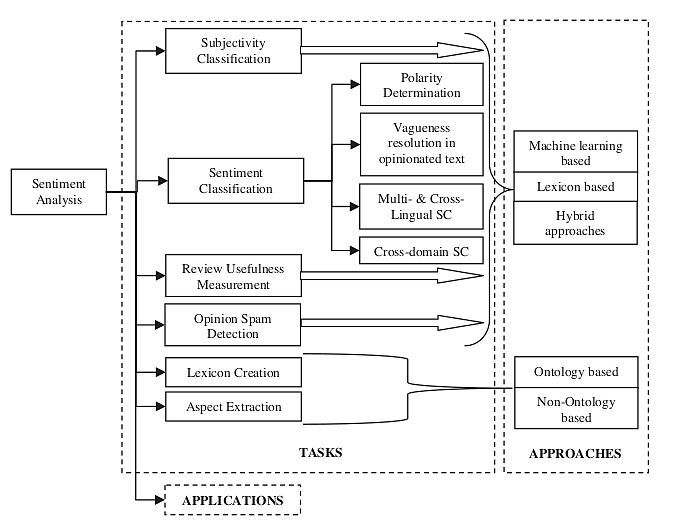 Subjectivity
Classification
Polarity
Determination
Vagueness
resolution in
opinionated text
Machine learning
based
Sentiment
Analysis
Sentiment
Classification
Lexicon based
Multi- & Cross-
Lingual SC
Hybrid
approaches
Cross-domain SC
Review Usefulness
Measurement
Opinion Spam
Detection
Lexicon Creation
Ontology based
Aspect Extraction
Non-Ontology
based
TASKS
APPROACHES
APPLICATIONS